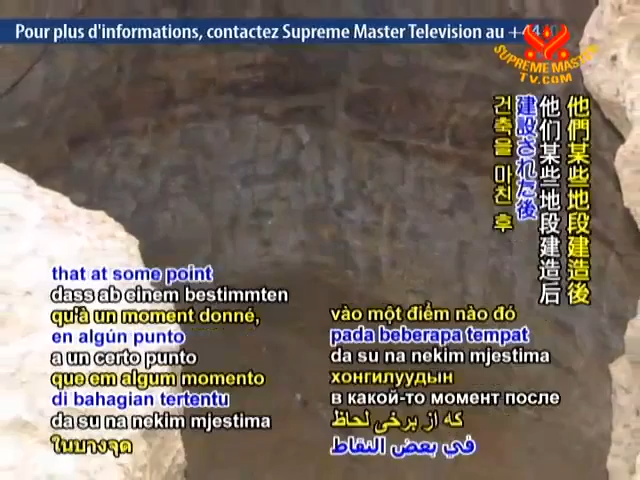 Pour plus d'informations, contactez Supreme Master Television au +44
SUPREME MASTER
TV.COM
他們某些地段建造後
他们某些地段建造后
建設された後
건축을 마친 후
that at some point
dass ab einem bestimmten
qu'à un moment donné,
en algún punto
a un certo punto
que em algum momento
di bahagian tertentu
da su na nekim mjestima
ในบางจุด
vào một điểm nào đó
pada beberapa tempat
da su na nekim mjestima
хонгилуудын
в какой-то момент после
که از برخی لحاظ
في بعض النقاط